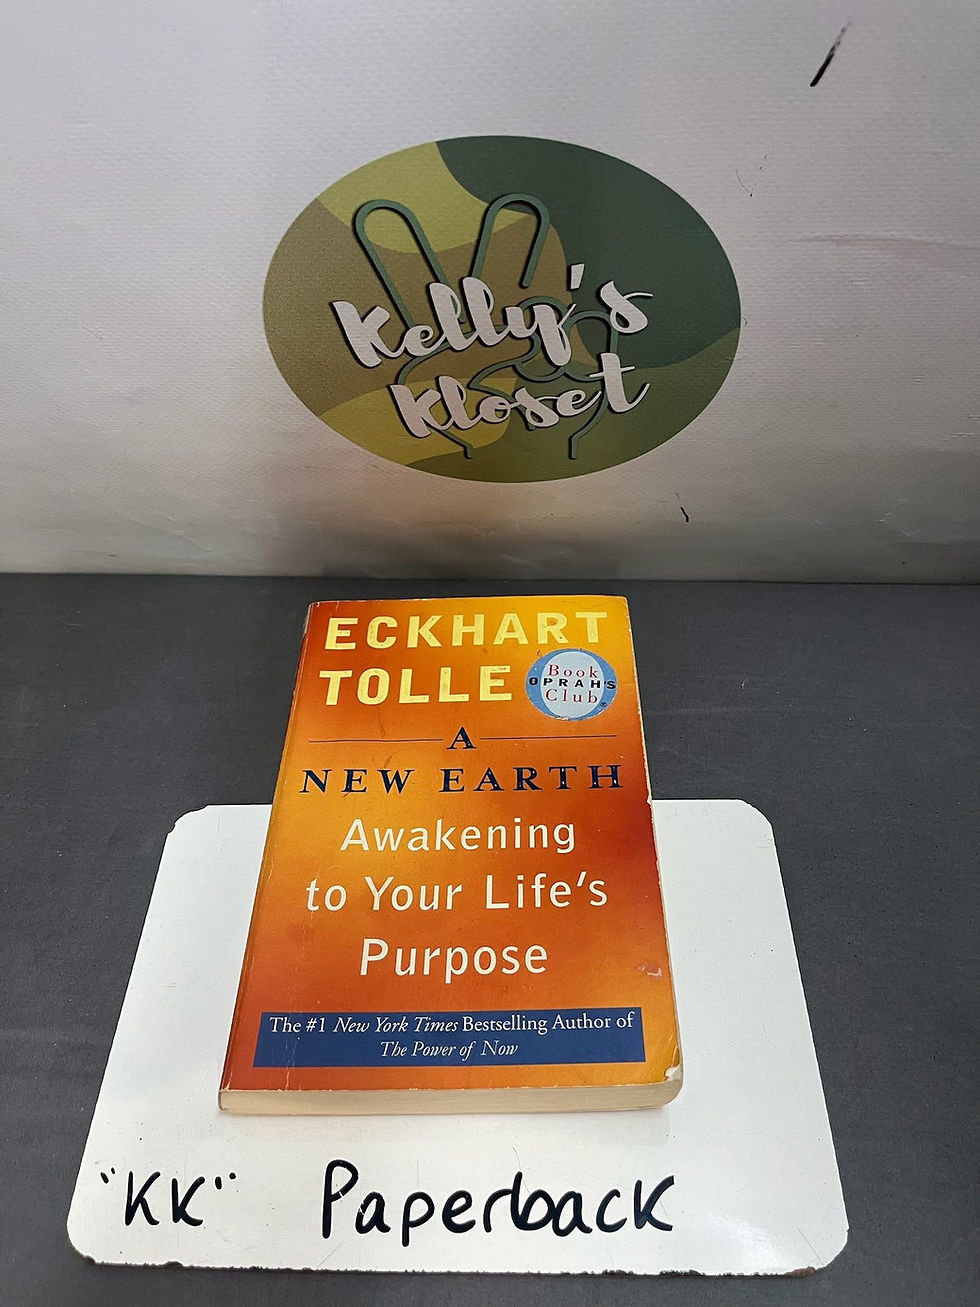 Kelly's
Kloset
ECKHART
TOLLE
Book
OPRAH'S
Club®
A
NEW EARTH
Awakening
to Your Life's
Purpose
The #1 New York Times Bestselling Author of
The Power of Now
"KK" Paperback